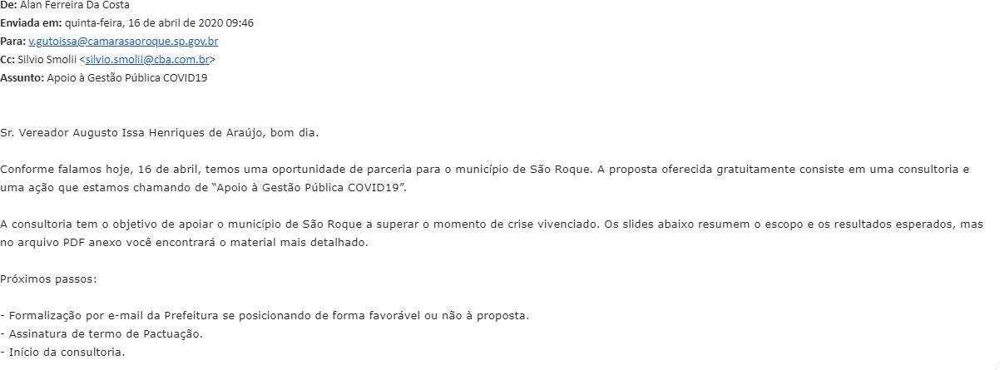 De: Alan Ferreira Da Costa
Enviada em: quinta-feira, 16 de abril de 2020 09:46
Para: v.gutoissa@camarasaoroque.sp.gov.br
Cc: Silvio Smolii <silvio.smolii@cba.com.br>
Assunto: Apoio à Gestão Pública COVID19
Sr. Vereador Augusto Issa Henriques de Araújo, bom dia.
Conforme falamos hoje, 16 de abril, temos uma oportunidade de parceria para o município de São Roque. A proposta oferecida gratuitamente consiste em uma consultoria e
uma ação que estamos chamando de “Apoio à Gestão Pública COVID19”.
A consultoria tem o objetivo de apoiar o município de São Roque a superar o momento de crise vivenciado. Os slides abaixo resumem o escopo e os resultados esperados, mas
no arquivo PDF anexo você encontrará o material mais detalhado.
Próximos passos:
- Formalização por e-mail da Prefeitura se posicionando de forma favorável ou não à proposta.
- Assinatura de termo de Pactuação.
- Início da consultoria.